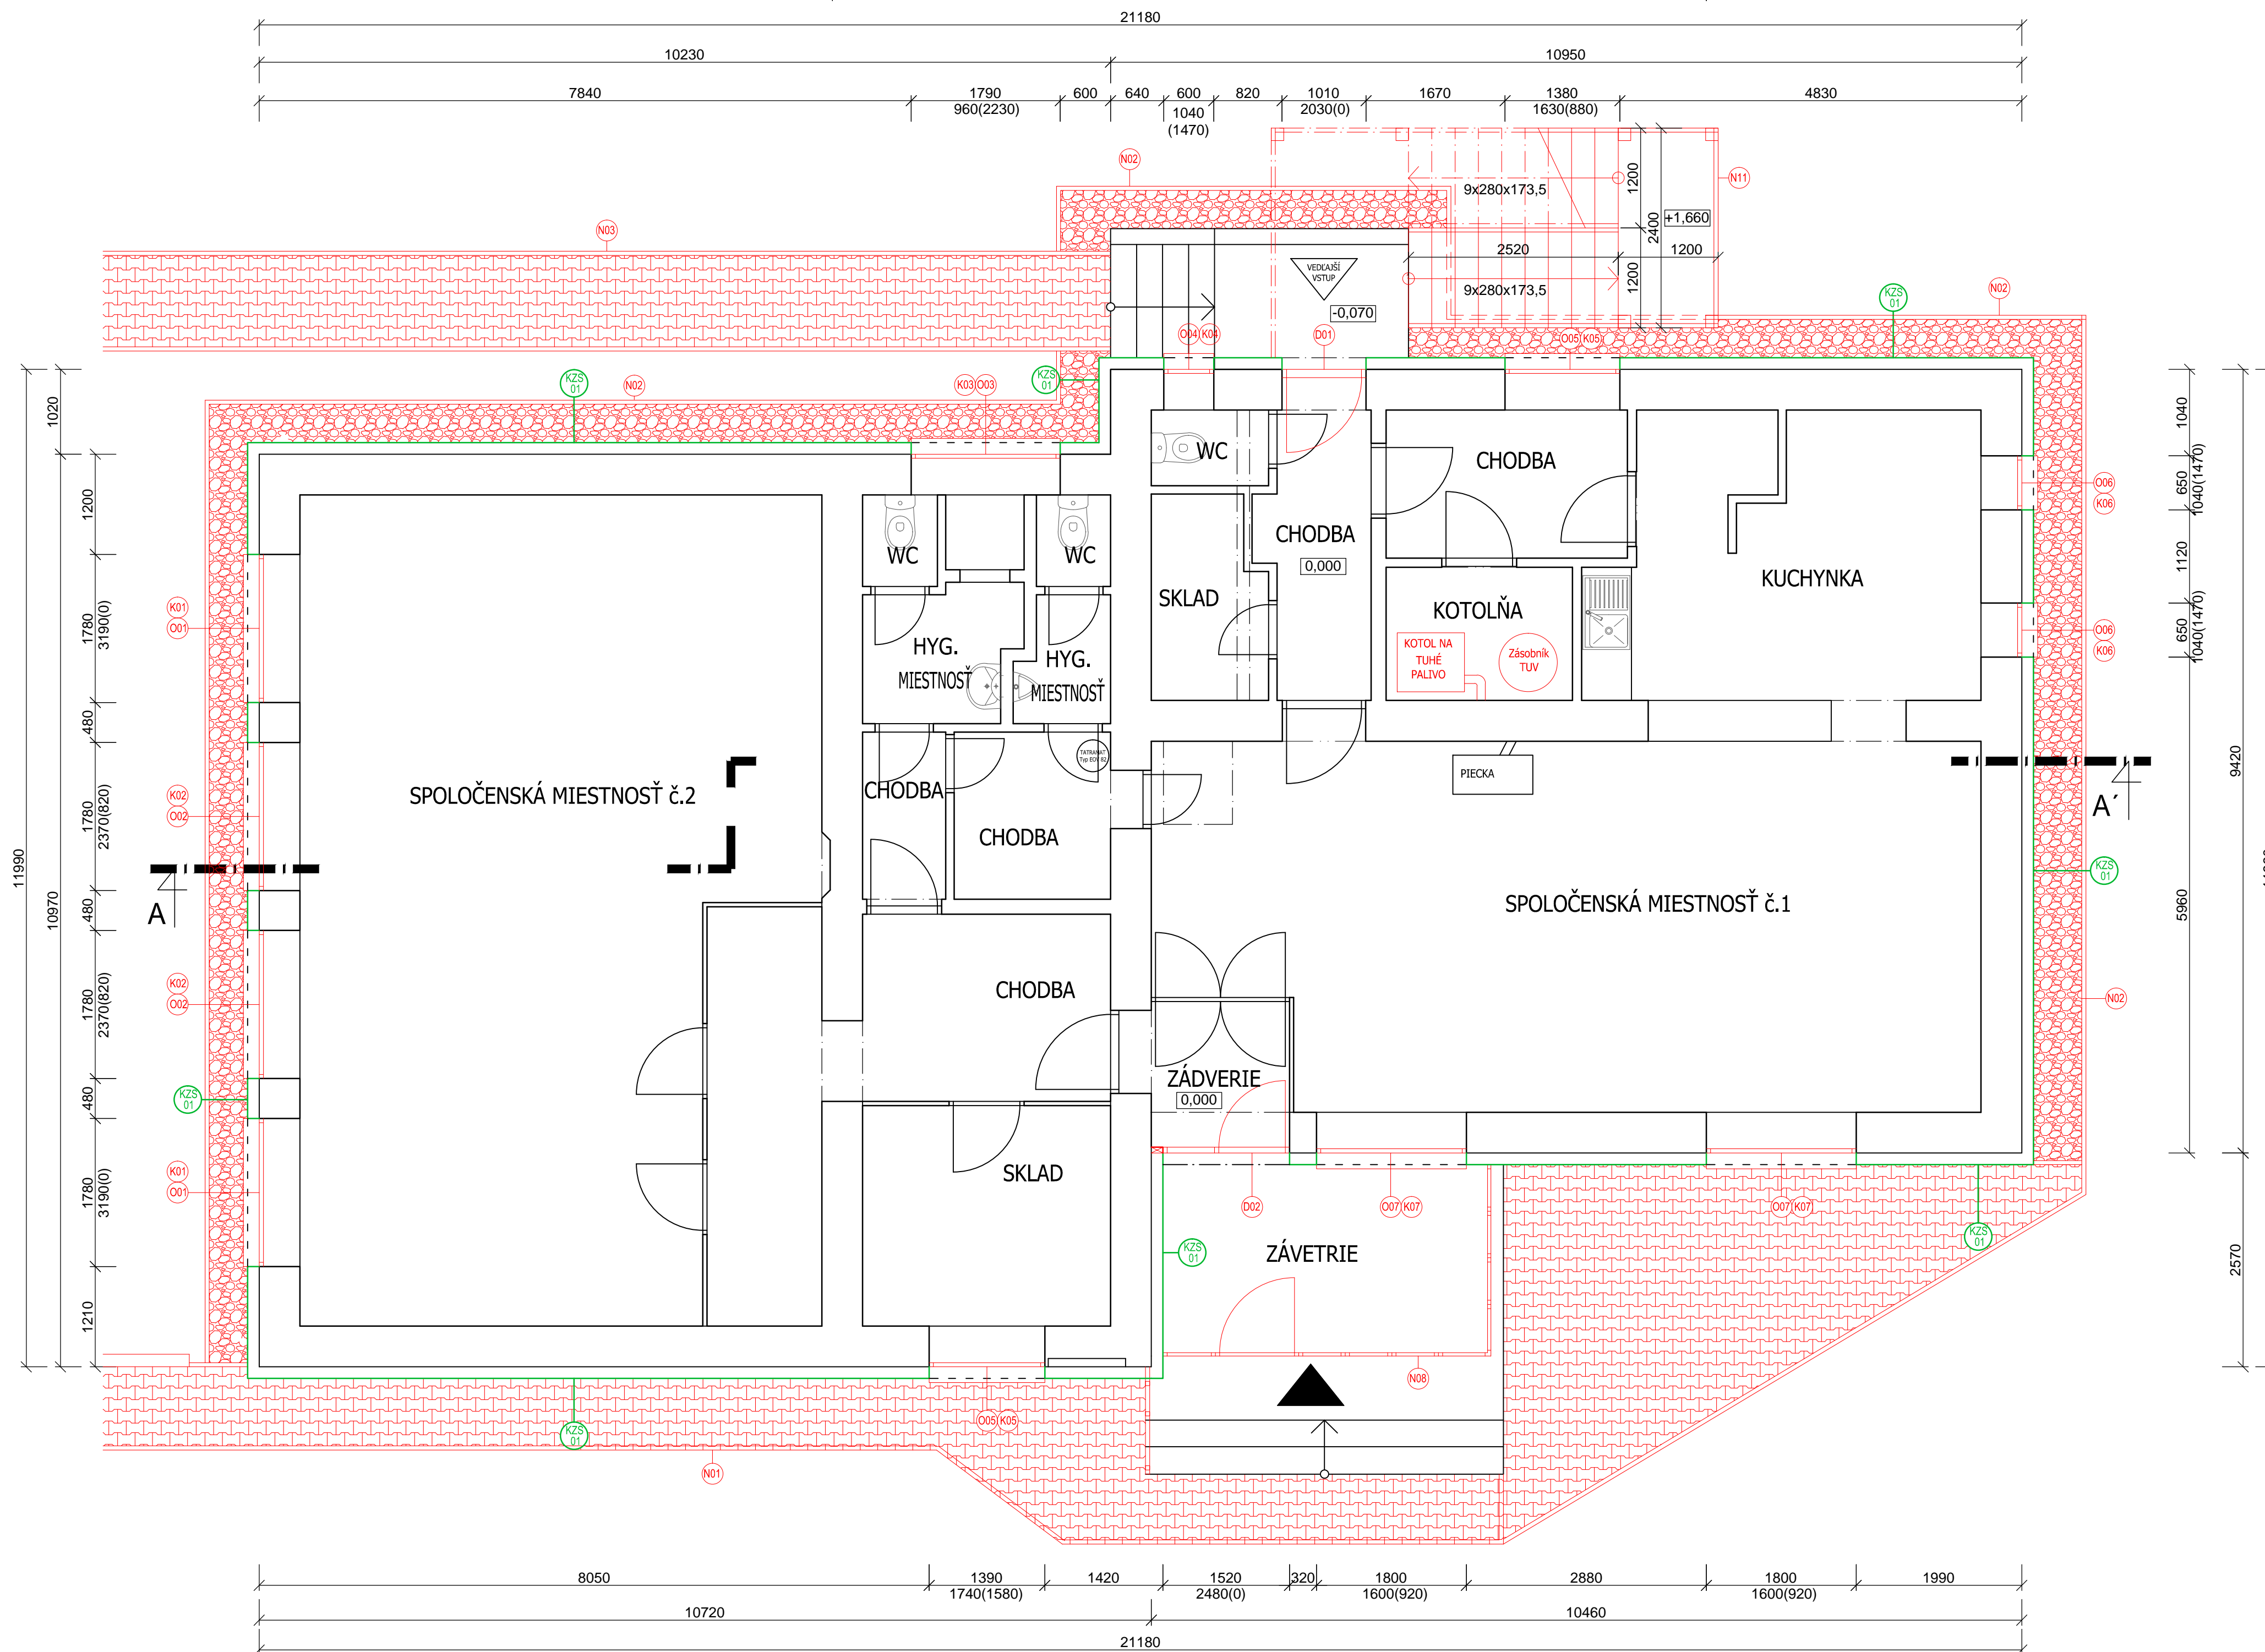 21180
10230
10950
7840
1790
600
640
600
820
1010
1670
1380
4830
960(2230)
1040
(1470)
2030(0)
1630(880)
N02
N11
9x280x173,5
1200
2400
+1,660
N03
2520
1200
VEDĽAJŠÍ
VSTUP
9x280x173,5
1200
-0,070
KZS
01
N02
O04
K04
D01
O05
K05
KZS
01
N02
K03
O03
KZS
01
1020
1040
WC
CHODBA
1200
650
1040(1470)
O06
K06
WC
WC
CHODBA
0,000
1120
KUCHYNKA
SKLAD
KOTOLŇA
K01
O01
1780
3190(0)
650
1040(1470)
O06
K06
HYG.
MIESTNOSŤ
HYG.
MIESTNOSŤ
KOTOL NA
TUHÉ
PALIVO
Zásobník
TUV
480
TATRAMAT
Typ EOV 82
9420
PIECKA
K02
O02
1780
2370(820)
SPOLOČENSKÁ MIESTNOSŤ č.2
CHODBA
CHODBA
A´
11990
10970
KZS
01
A
480
SPOLOČENSKÁ MIESTNOSŤ č.1
5960
K02
O02
1780
2370(820)
CHODBA
N02
KZS
01
480
ZÁDVERIE
0,000
K01
O01
1780
3190(0)
SKLAD
D02
O07
K07
O07
K07
KZS
01
KZS
01
ZÁVETRIE
2570
1210
N08
KZS
01
O05
K05
N01
8050
1390
1420
1520
320
1800
2880
1800
1990
1740(1580)
2480(0)
1600(920)
1600(920)
10720
10460
21180